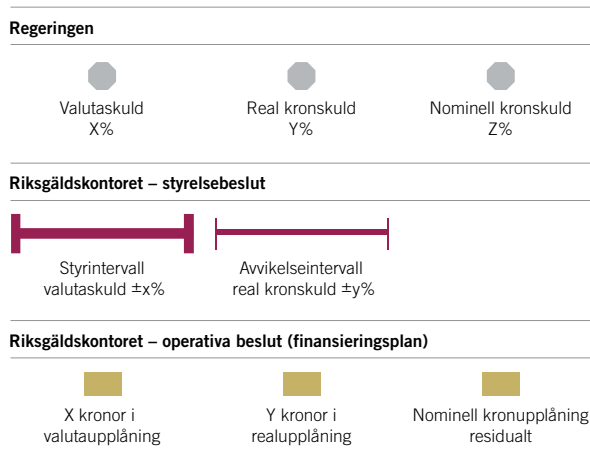 Regeringen
Valutaskuld
X%
Real kronskuld
Y%
Nominell kronskuld
Z%
Riksgäldskontoret – styrelsebeslut
Styrintervall
valutaskuld ±x%
Avvikelseintervall
real kronskuld ±y%
Riksgäldskontoret – operativa beslut (finansieringsplan)
X kronor i
valutaupplåning
Y kronor i
realupplåning
Nominell kronupplåning
residualt